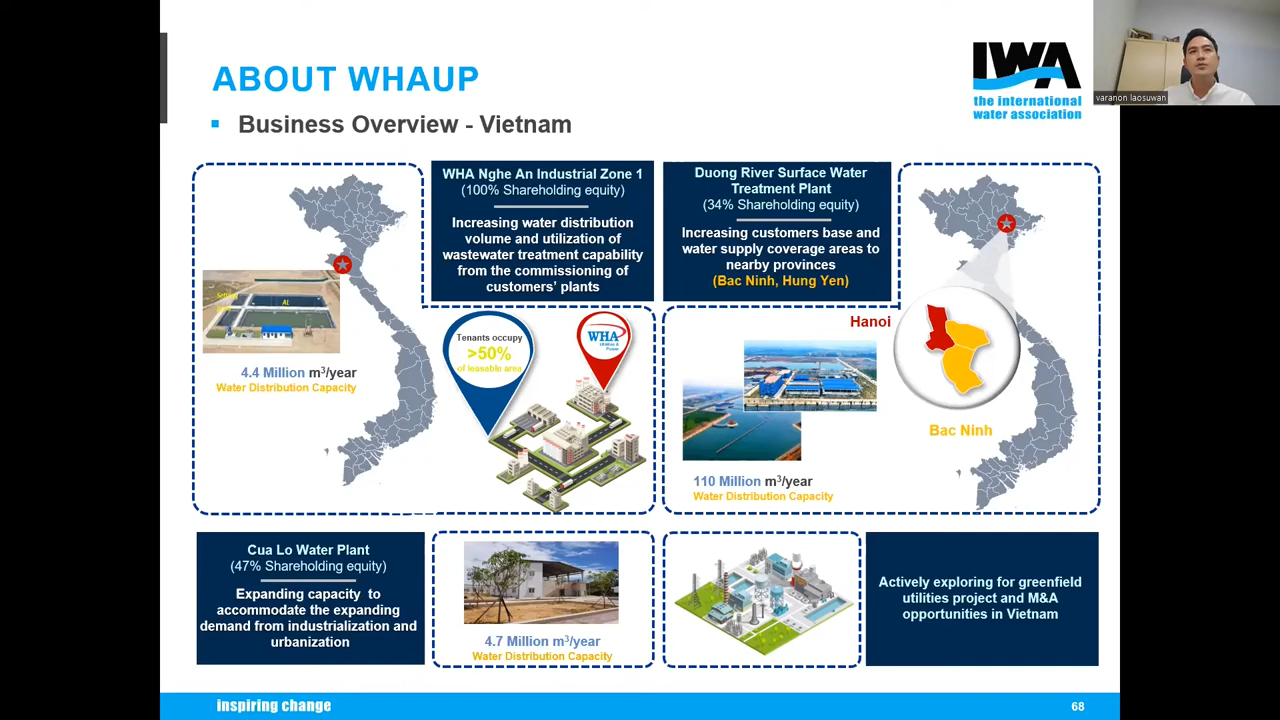 ABOUT WHAUP
Business Overview - Vietnam
IWA
the international
water association
varanon laosuwan
WHA Nghe An Industrial Zone 1
(100% Shareholding equity)
Increasing water distribution
volume and utilization of
wastewater treatment capability
from the commissioning of
customers' plants
Duong River Surface Water
Treatment Plant
(34% Shareholding equity)
Increasing customers base and
water supply coverage areas to
nearby provinces
(Bac Ninh, Hung Yen)
AL
4.4 Million m³/year
Water Distribution Capacity
Tenants occupy
>50%
of leasable area
WHA
Hanoi
Bac Ninh
110 Million m³/year
Water Distribution Capacity
Cua Lo Water Plant
(47% Shareholding equity)
Expanding capacity to
accommodate the expanding
demand from industrialization and
urbanization
4.7 Million m³/year
Water Distribution Capacity
Actively exploring for greenfield
utilities project and M&A
opportunities in Vietnam
inspiring change
68